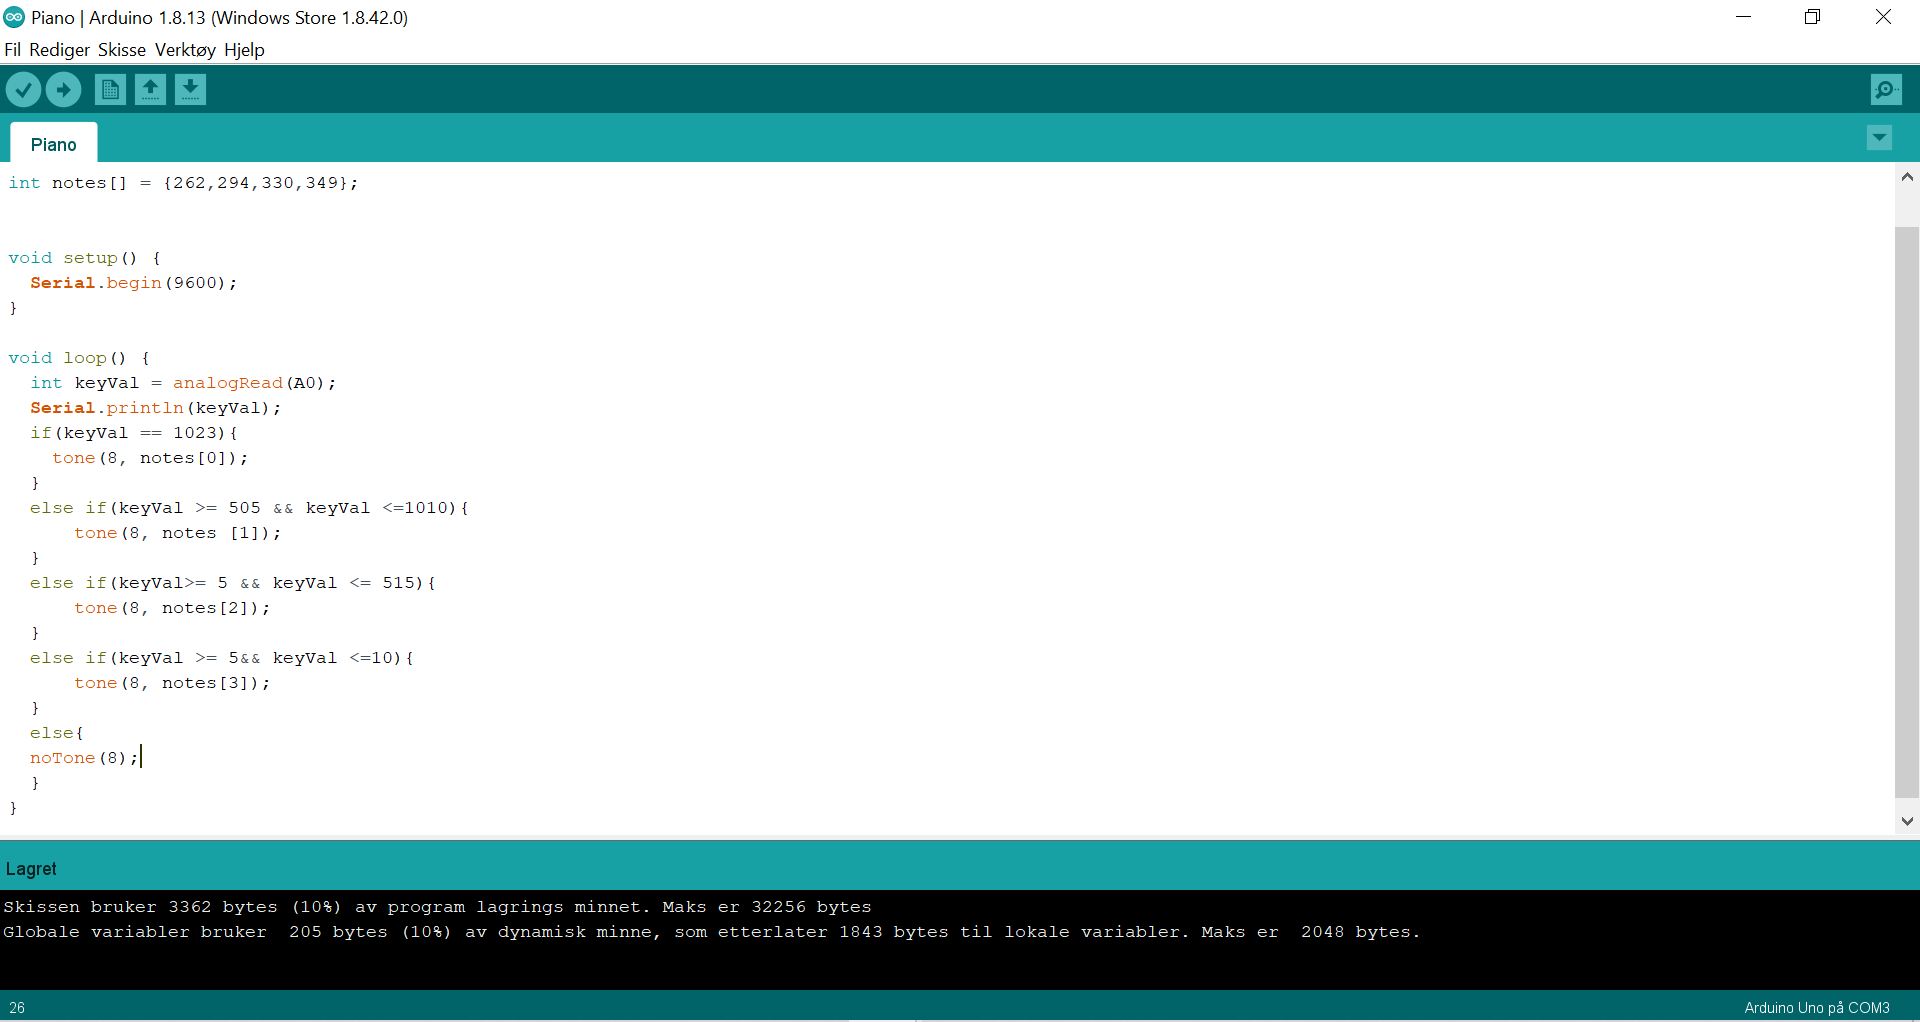 Piano | Arduino 1.8.13 (Windows Store 1.8.42.0)
Fil Rediger Skisse Verktøy Hjelp
Piano
int notes[] = {262,294,330,349};
void setup() {
  Serial.begin(9600);
}
void loop() {
  int keyVal = analogRead(A0);
  Serial.println(keyVal);
  if(keyVal == 1023){
    tone(8, notes[0]);
  }
  else if(keyVal >= 505 && keyVal <=1010){
      tone(8, notes [1]);
  }
  else if(keyVal>= 5 && keyVal <= 515){
      tone(8, notes[2]);
  }
  else if(keyVal >= 5&& keyVal <=10){
      tone(8, notes[3]);
  }
  else{
  noTone(8);
  }
}
Lagret
Skissen bruker 3362 bytes (10%) av program lagrings minnet. Maks er 32256 bytes
Globale variabler bruker  205 bytes (10%) av dynamisk minne, som etterlater 1843 bytes til lokale variabler. Maks er  2048 bytes.
26
Arduino Uno på COM3